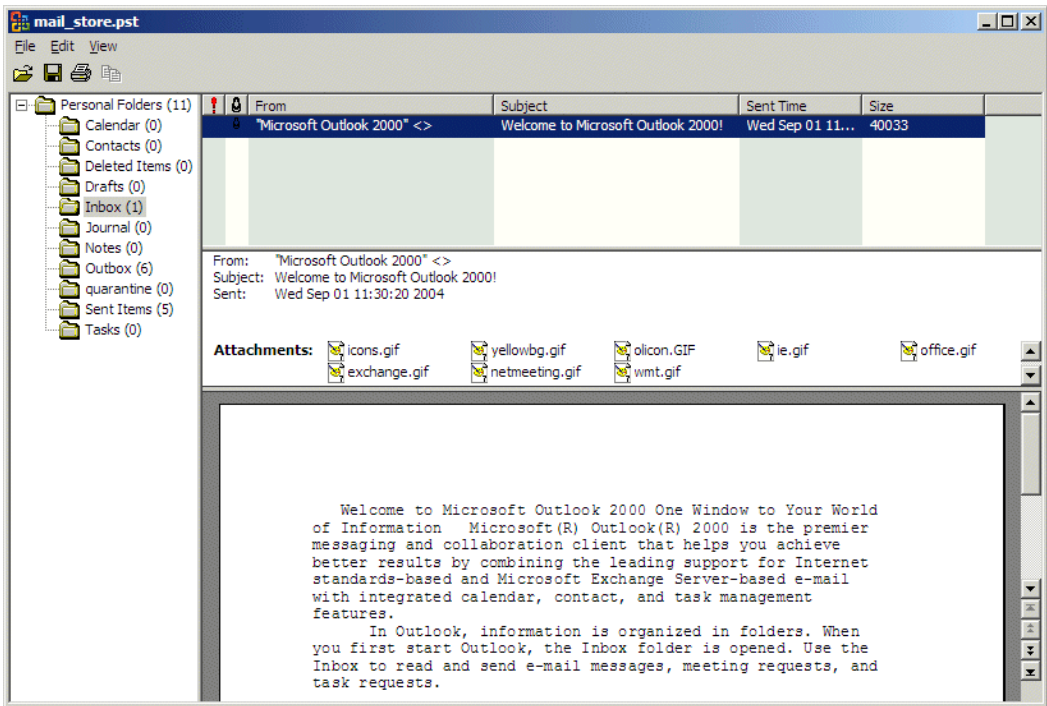 mail_store.pst
File Edit View
Personal Folders (11)
Calendar (0)
Contacts (0)
Deleted Items (0)
Drafts (0)
Inbox (1)
Journal (0)
Notes (0)
Outbox (6)
quarantine (0)
Sent Items (5)
Tasks (0)
From Subject Sent Time Size
"Microsoft Outlook 2000" <> Welcome to Microsoft Outlook 2000! Wed Sep 01 11... 40033
From: "Microsoft Outlook 2000" <>
Subject: Welcome to Microsoft Outlook 2000!
Sent: Wed Sep 01 11:30:20 2004
Attachments: icons.gif yellowbg.gif olicon.GIF ie.gif office.gif
exchange.gif netmeeting.gif wmt.gif
Welcome to Microsoft Outlook 2000 One Window to Your World
of Information Microsoft(R) Outlook(R) 2000 is the premier
messaging and collaboration client that helps you achieve
better results by combining the leading support for Internet
standards-based and Microsoft Exchange Server-based e-mail
with integrated calendar, contact, and task management
features.
In Outlook, information is organized in folders. When
you first start Outlook, the Inbox folder is opened. Use the
Inbox to read and send e-mail messages, meeting requests, and
task requests.